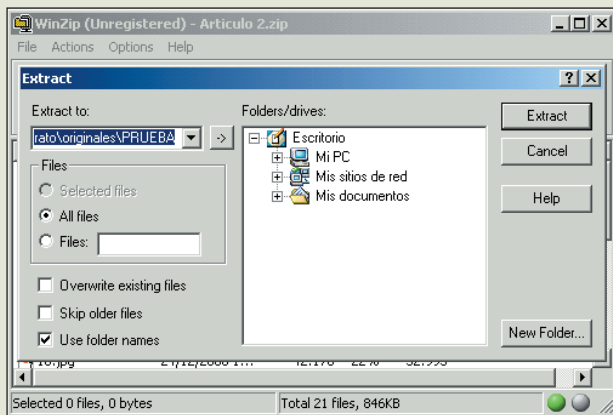 WinZip (Unregistered) - Articulo 2.zip
File Actions Options Help
Extract
Extract to:
rato\originales\PRUEBA
->
Folders/drives:
Escritorio
Mi PC
Mis sitios de red
Mis documentos
Files
Selected files
All files
Files:
Overwrite existing files
Skip older files
Use folder names
Extract
Cancel
Help
New Folder...
Selected 0 files, 0 bytes
Total 21 files, 846KB